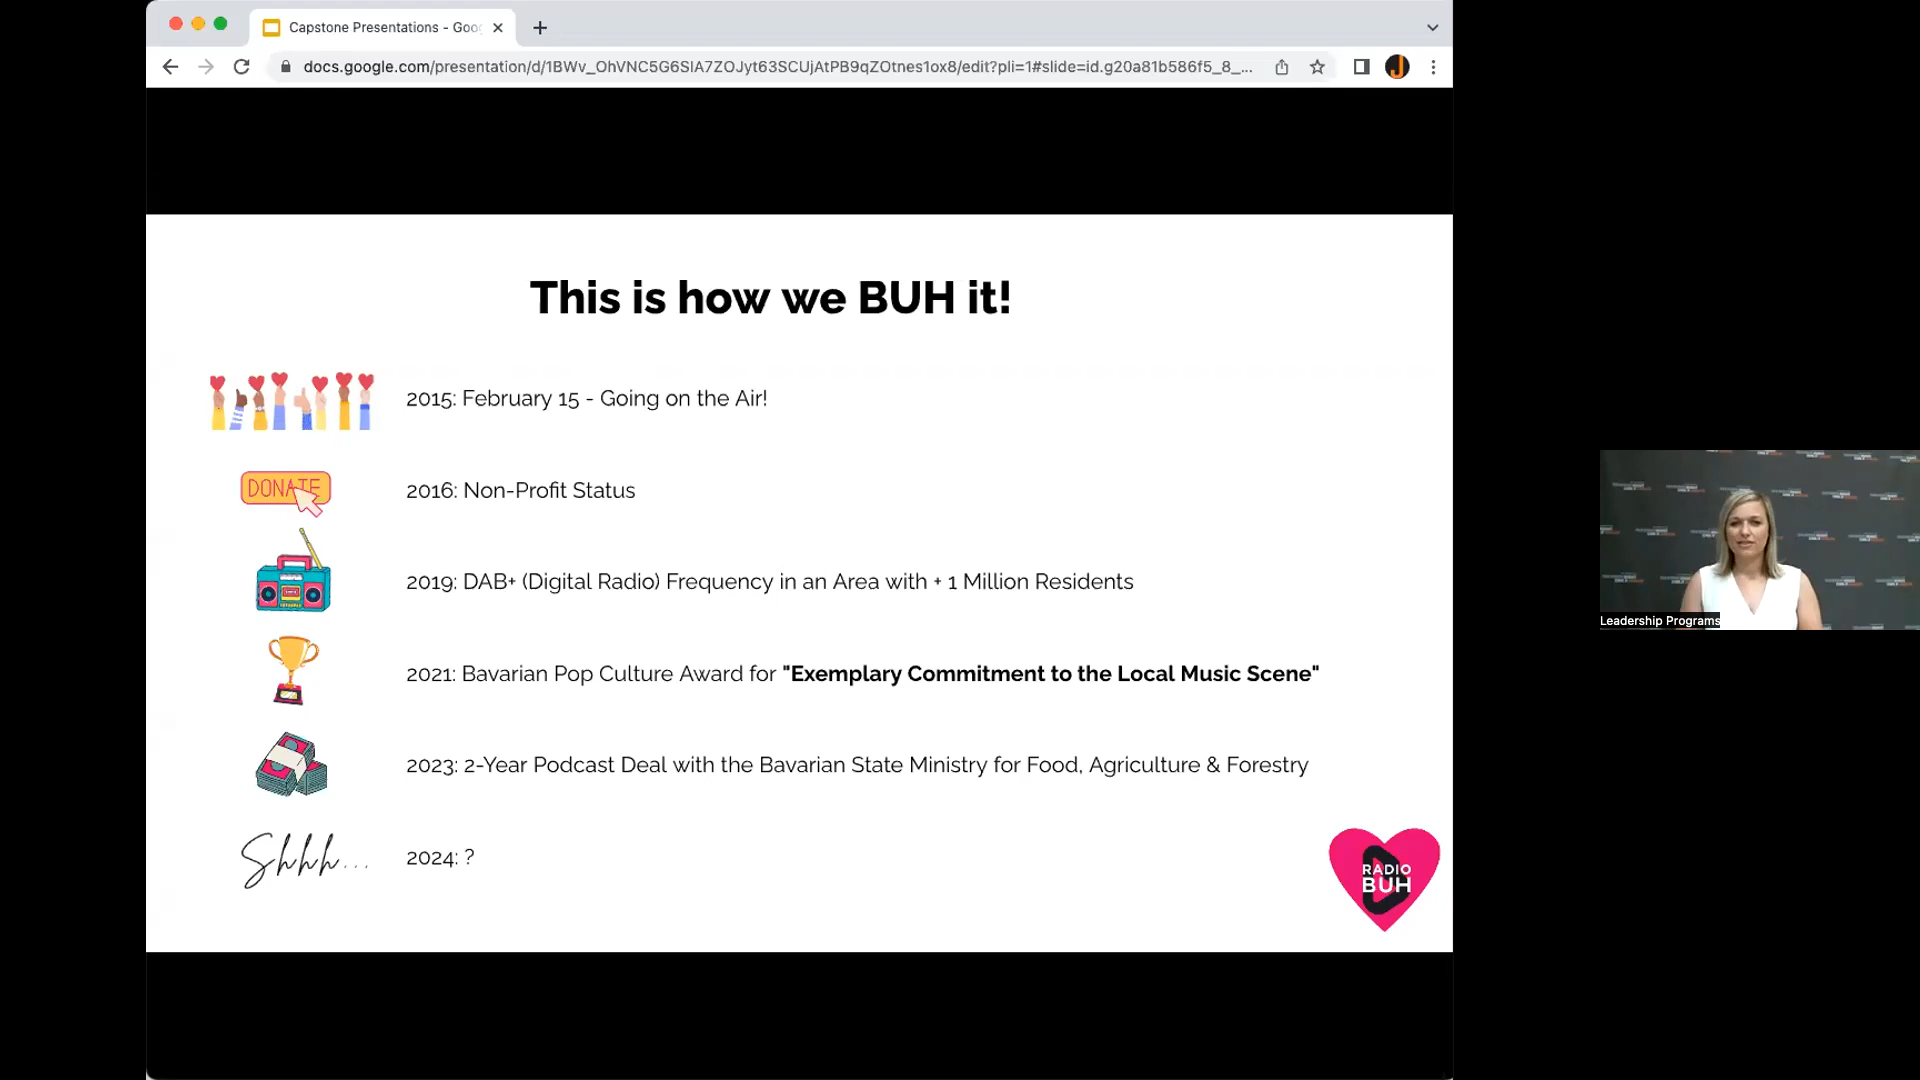 Capstone Presentations - Goo
docs.google.com/presentation/d/1BWv_OhVNC5G6SIA7ZOJyt63SCUjAtPB9qZOtnes1ox8/edit?pli=1#slide=id.g20a81b586f5_8_...
This is how we BUH it!
2015: February 15 - Going on the Air!
DONATE
2016: Non-Profit Status
2019: DAB+ (Digital Radio) Frequency in an Area with + 1 Million Residents
2021: Bavarian Pop Culture Award for "Exemplary Commitment to the Local Music Scene"
2023: 2-Year Podcast Deal with the Bavarian State Ministry for Food, Agriculture & Forestry
Shhh...
2024: ?
RADIO
BUH
Leadership Programs